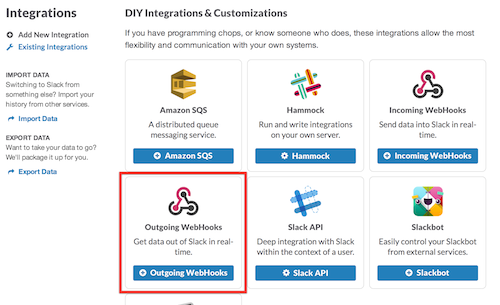 Integrations
Add New Integration
Existing Integrations
IMPORT DATA
Switching to Slack from
something else? Import your
history from other services.
Import Data
EXPORT DATA
Want to take your data to go?
We'll package it up for you.
Export Data
DIY Integrations & Customizations
If you have programming chops, or know someone who does, these integrations allow the most
flexibility and communication with your own systems.
Amazon SQS
A distributed queue
messaging service.
Amazon SQS
Hammock
Run and write integrations
on your own server.
Hammock
Incoming WebHooks
Send data into Slack in real-
time.
Incoming WebHooks
Outgoing WebHooks
Get data out of Slack in real-
time.
Outgoing WebHooks
Slack API
Deep integration with Slack
within the context of a user.
Slack API
Slackbot
Easily control your Slackbot
from external services.
Slackbot